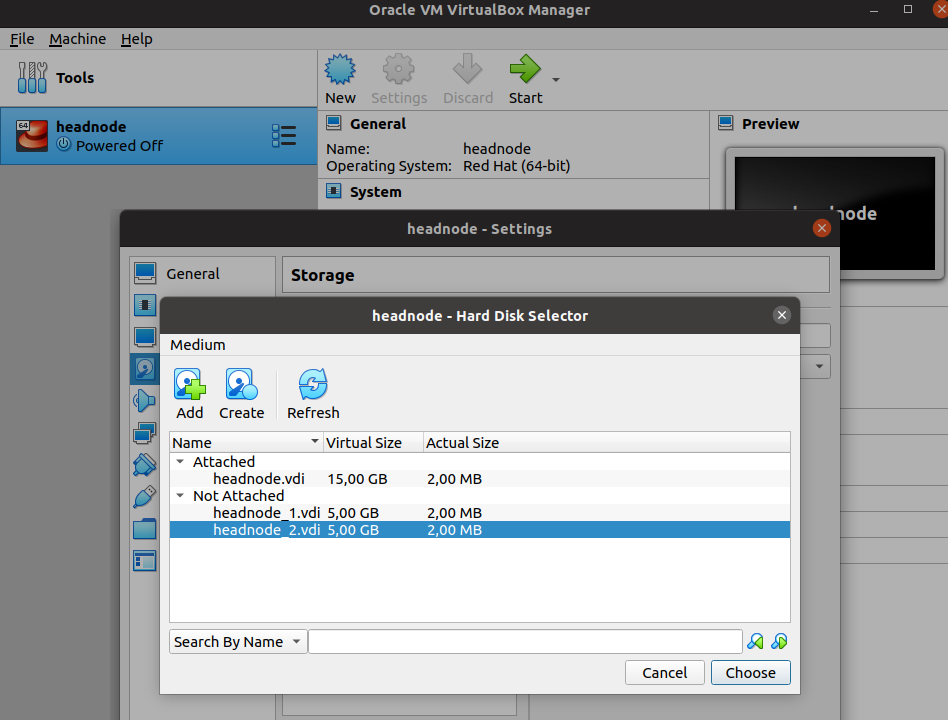 Oracle VM VirtualBox Manager
File Machine Help
Tools
New Settings Discard Start
64
headnode
Powered Off
General
Name: headnode
Operating System: Red Hat (64-bit)
System
Preview
headnode - Settings
General
Storage
headnode - Hard Disk Selector
Medium
Add Create Refresh
Name Virtual Size Actual Size
Attached
headnode.vdi 15,00 GB 2,00 MB
Not Attached
headnode_1.vdi 5,00 GB 2,00 MB
headnode_2.vdi 5,00 GB 2,00 MB
Search By Name
Cancel Choose